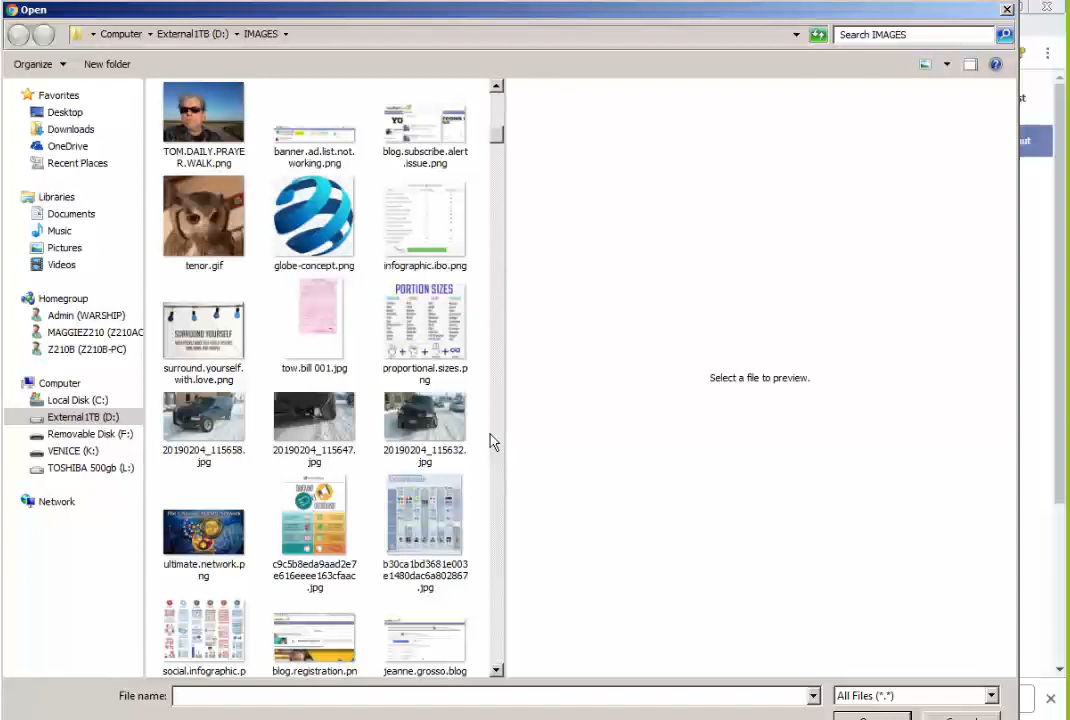 Open
Computer External1TB (D:) IMAGES
Search IMAGES
Organize New folder
Favorites
Desktop
Downloads
OneDrive
Recent Places
Libraries
Documents
Music
Pictures
Videos
Homegroup
Admin (WARSHIP)
MAGGIEZ210 (Z210AC
Z210B (Z210B-PC)
Computer
Local Disk (C:)
External1TB (D:)
Removable Disk (F:)
VENICE (K:)
TOSHIBA 500gb (L:)
Network
TOM.DAILY.PRAYE
R.WALK.png
banner.ad.list.not.
working.png
blog.subscribe.alert
.issue.png
tenor.gif
globe-concept.png
infographic.ibo.png
SURROUND YOURSELF
surround.yourself.
with.love.png
tow.bill 001.jpg
PORTION SIZES
proportional.sizes.p
ng
20190204_115658.
jpg
20190204_115647.
jpg
20190204_115632.
jpg
ultimate.network.p
ng
c9c5b8eda9aad2e7
e616eeee163cfaac
.jpg
b30ca1bd3681e003
e1480dac6a802867
.jpg
social.infographic.p
blog.registration.pn
jeanne.grosso.blog
Select a file to preview.
File name:
All Files (*.*)